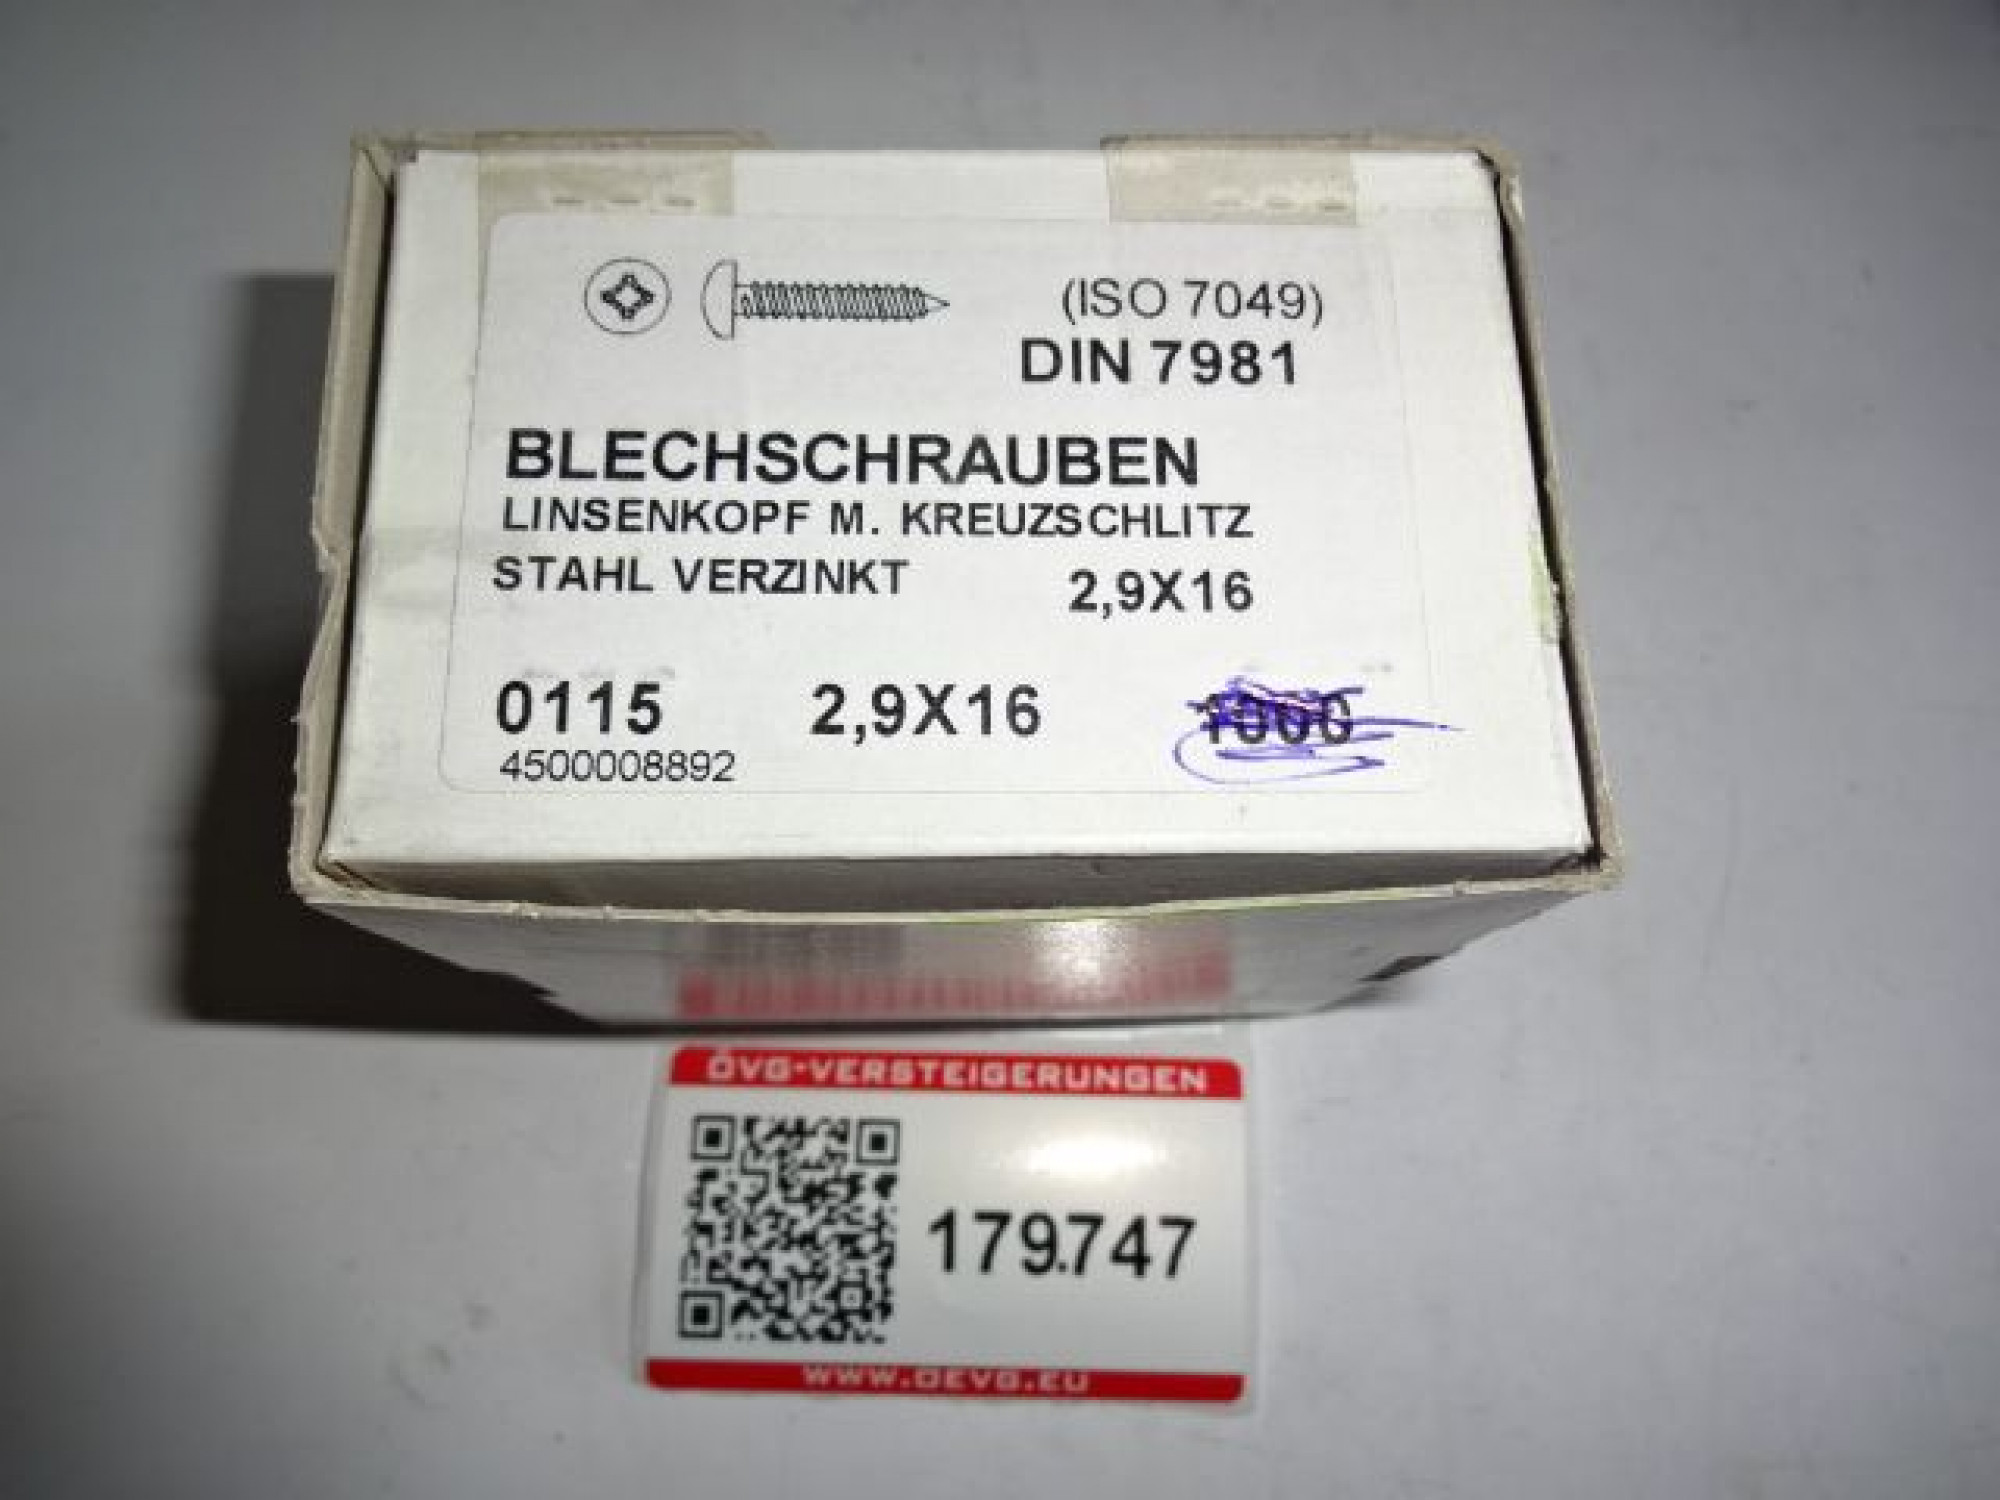 (ISO 7049)
DIN 7981
BLECHSCHRAUBEN
LINSENKOPF M. KREUZSCHLITZ
STAHL VERZINKT 2,9X16
0115 2,9X16
4500008892
ÖVG-VERSTEIGERUNGEN
179.747
WWW.OEVG.EU